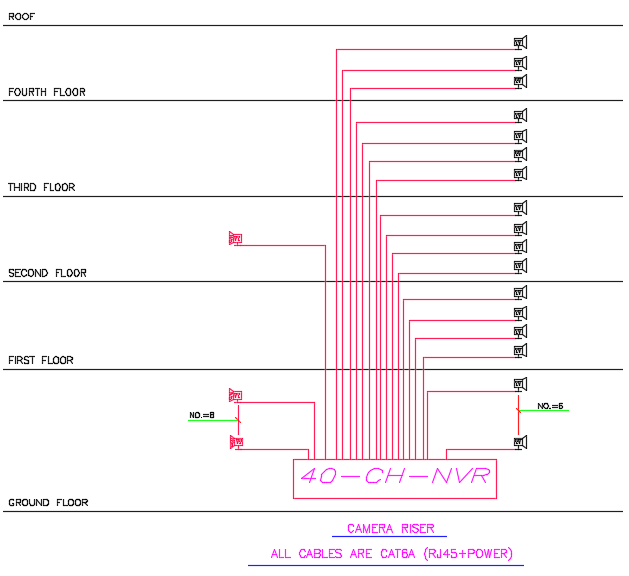 ROOF
FOURTH FLOOR
THIRD FLOOR
SECOND FLOOR
FIRST FLOOR
NO.=8
NO.=6
40-CH-NVR
GROUND FLOOR
CAMERA RISER
ALL CABLES ARE CAT6A (RJ45+POWER)